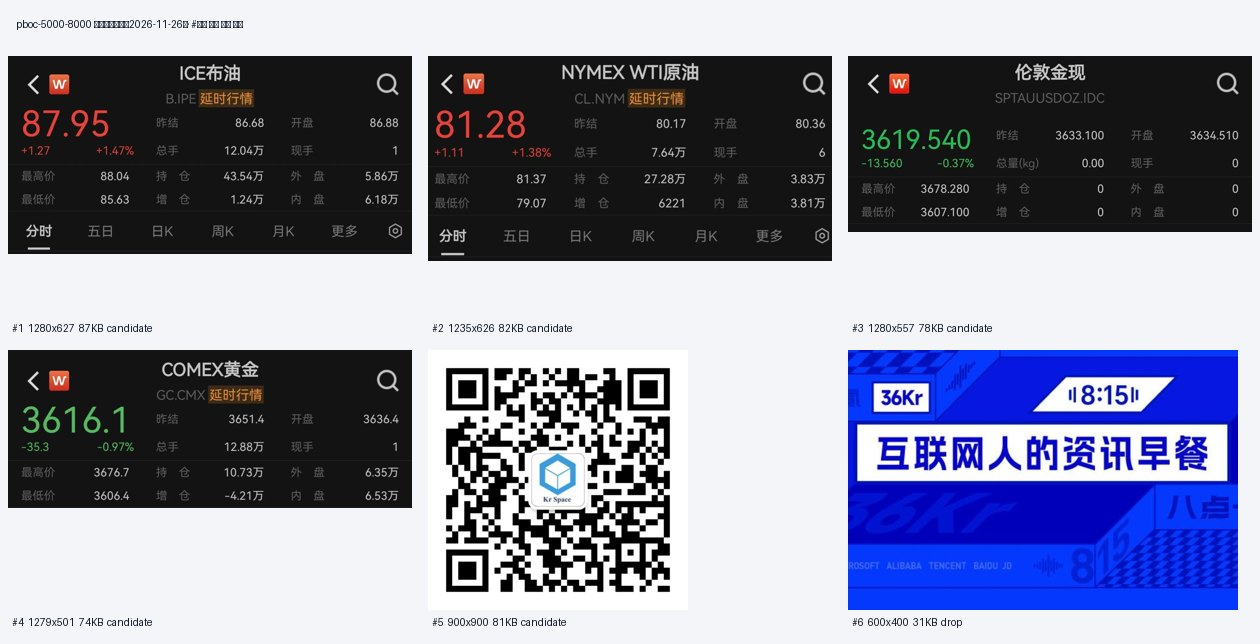 pboc-5000-8000 2026-11-26 #
ICE布油
W
B.IPE 延时行情
87.95 昨结 86.68 开盘 86.88
+1.27 +1.47% 总手 12.04万 现手 1
最高价 88.04 持 仓 43.54万 外 盘 5.86万
最低价 85.63 增 仓 1.24万 内 盘 6.18万
分时 五日 日K 周K 月K 更多
#1 1280x627 87KB candidate
NYMEX WTI原油
W
CL.NYM 延时行情
81.28 昨结 80.17 开盘 80.36
+1.11 +1.38% 总手 7.64万 现手 6
最高价 81.37 持 仓 27.28万 外 盘 3.83万
最低价 79.07 增 仓 6221 内 盘 3.81万
分时 五日 日K 周K 月K 更多
#2 1235x626 82KB candidate
伦敦金现
W
SPTAUUSDOZ.IDC
3619.540 昨结 3633.100 开盘 3634.510
-13.560 -0.37% 总量(kg) 0.00 现手 0
最高价 3678.280 持 仓 0 外 盘 0
最低价 3607.100 增 仓 0 内 盘 0
#3 1280x557 78KB candidate
COMEX黄金
W
GC.CMX 延时行情
3616.1 昨结 3651.4 开盘 3636.4
-35.3 -0.97% 总手 12.88万 现手 1
最高价 3676.7 持 仓 10.73万 外 盘 6.35万
最低价 3606.4 增 仓 -4.21万 内 盘 6.53万
#4 1279x501 74KB candidate
Kr Space
#5 900x900 81KB candidate
36Kr
8:15
互联网人的资讯早餐
36Kr
八点
815
ROSOFT ALIBABA TENCENT BAIDU JD
#6 600x400 31KB drop